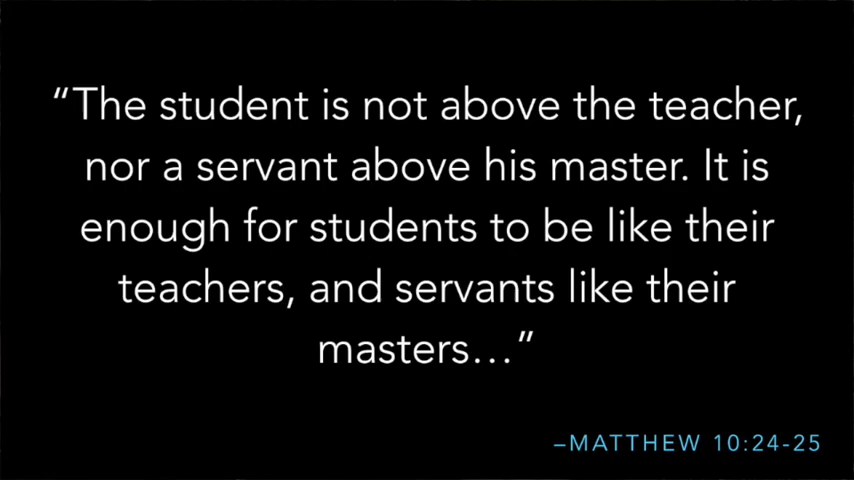 “The student is not above the teacher,
nor a servant above his master. It is
enough for students to be like their
teachers, and servants like their
masters…”
–MATTHEW 10:24-25